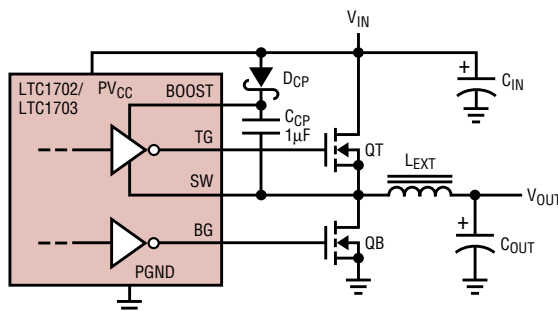 V_IN
LTC1702/
LTC1703
PV_CC
BOOST
D_CP
C_IN
+
C_CP
1µF
TG
QT
L_EXT
SW
V_OUT
BG
QB
+
C_OUT
PGND